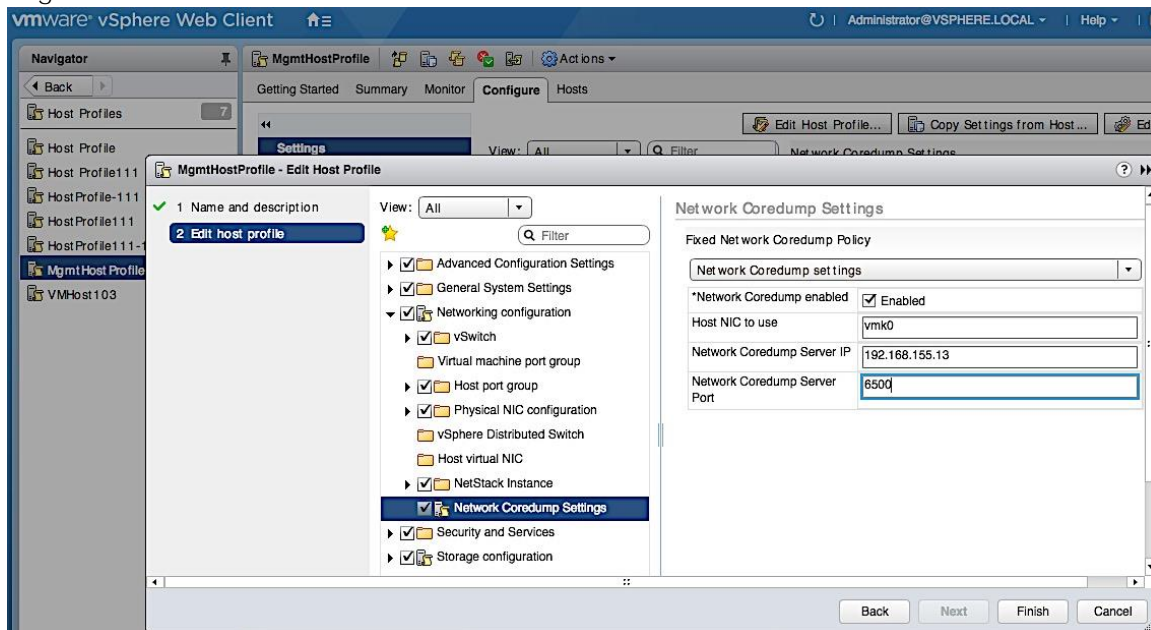 vmware® vSphere Web Client
Administrator@VSPHERE.LOCAL
Help
Navigator
Back
Host Profiles 7
Host Profile
Host Profile111
HostProfile-111
HostProfile111
HostProfile111-1
MgmtHostProfile
VMHost103
MgmtHostProfile
Actions
Getting Started Summary Monitor Configure Hosts
Edit Host Profile... Copy Settings from Host... Ed
Settings
View: All Filter Network Coredump Settings
MgmtHostProfile - Edit Host Profile
1 Name and description
2 Edit host profile
View: All
Filter
Advanced Configuration Settings
General System Settings
Networking configuration
vSwitch
Virtual machine port group
Host port group
Physical NIC configuration
vSphere Distributed Switch
Host virtual NIC
NetStack Instance
Network Coredump Settings
Security and Services
Storage configuration
Network Coredump Settings
Fixed Network Coredump Policy
Network Coredump settings
*Network Coredump enabled Enabled
Host NIC to use vmk0
Network Coredump Server IP 192.168.155.13
Network Coredump Server Port 6500
Back Next Finish Cancel